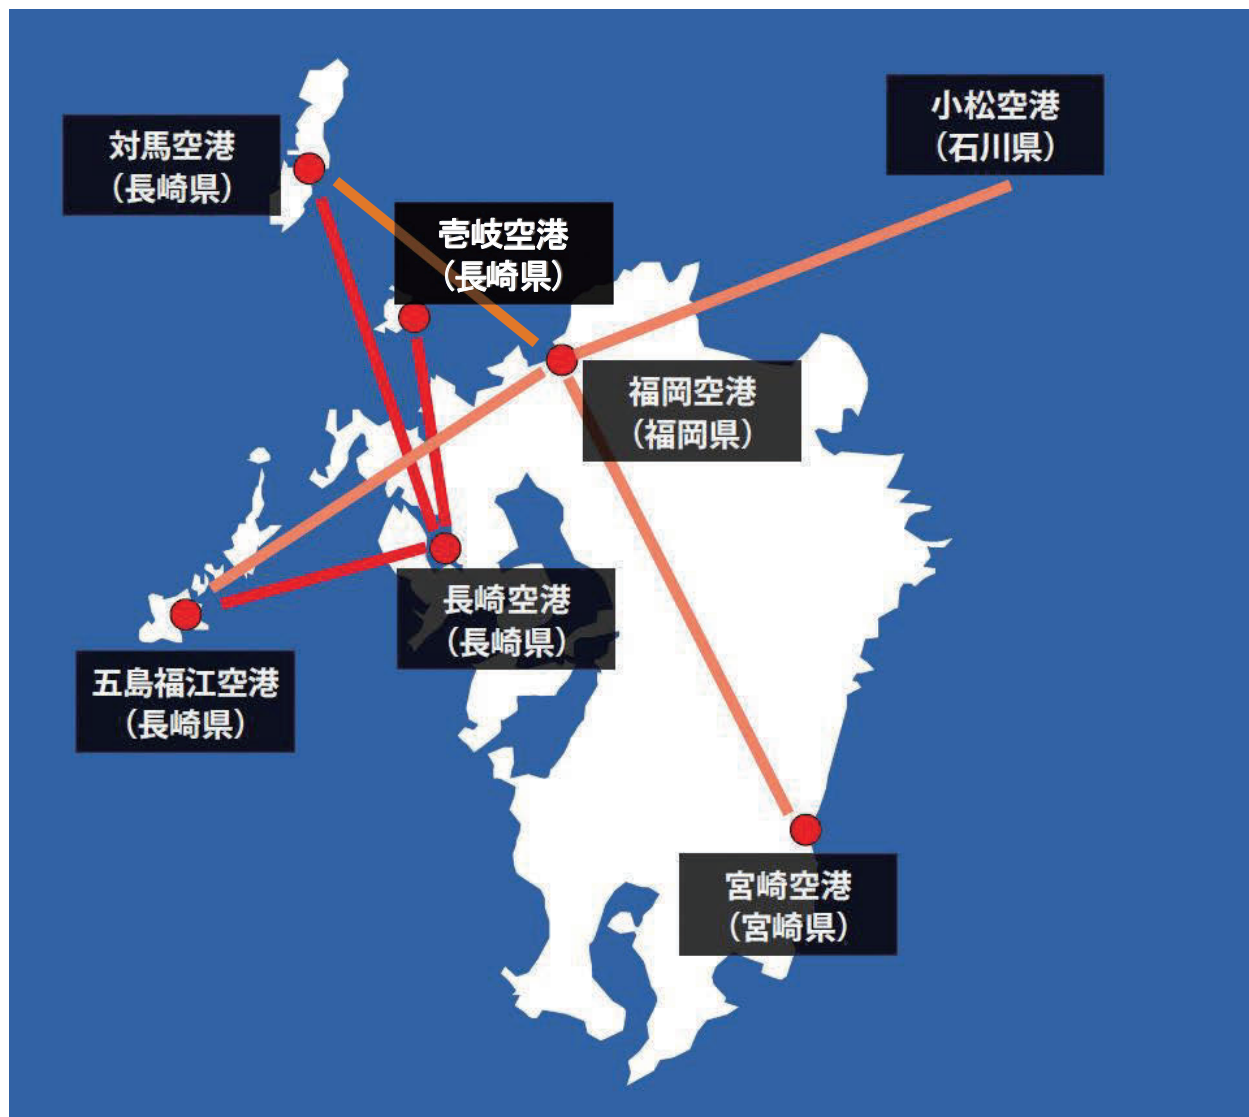 小松空港
（石川県）
対馬空港
（長崎県）
壱岐空港
（長崎県）
福岡空港
（福岡県）
長崎空港
（長崎県）
五島福江空港
（長崎県）
宮崎空港
（宮崎県）